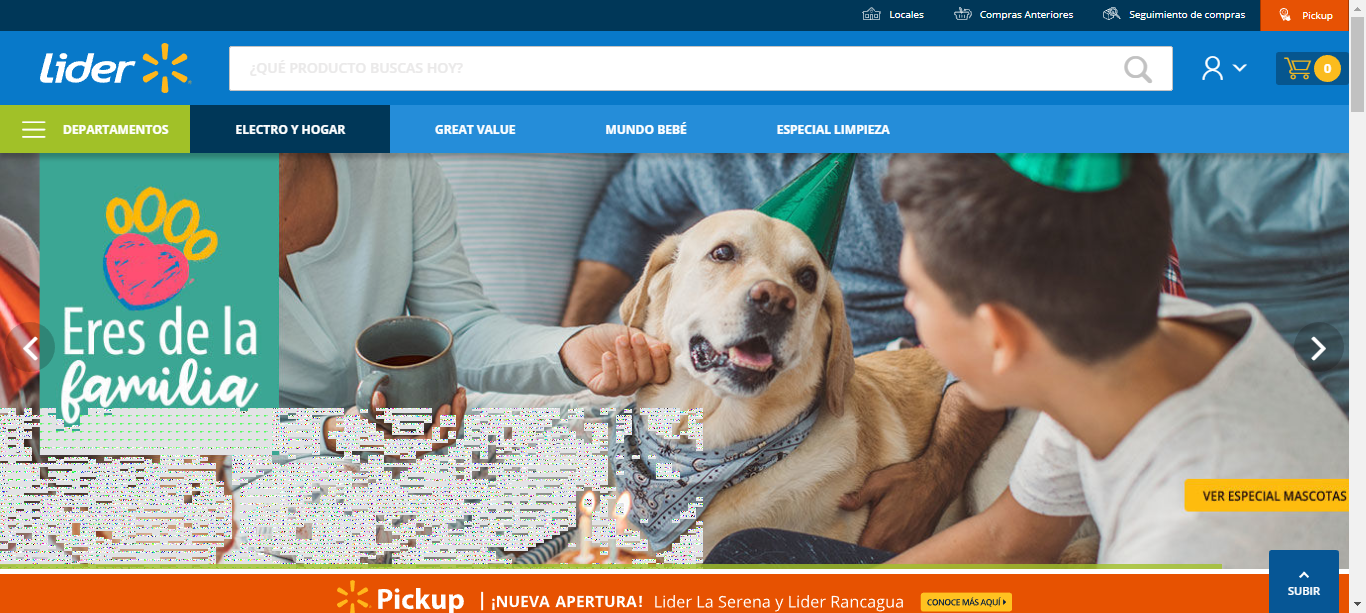 Locales
Compras Anteriores
Seguimiento de compras
Pickup
Lider
¿QUÉ PRODUCTO BUSCAS HOY?
0
DEPARTAMENTOS
ELECTRO Y HOGAR
GREAT VALUE
MUNDO BEBÉ
ESPECIAL LIMPIEZA
Eres de la
familia
VER ESPECIAL MASCOTAS
SUBIR
Pickup | ¡NUEVA APERTURA! Lider La Serena y Lider Rancagua CONOCE MÁS AQUÍ